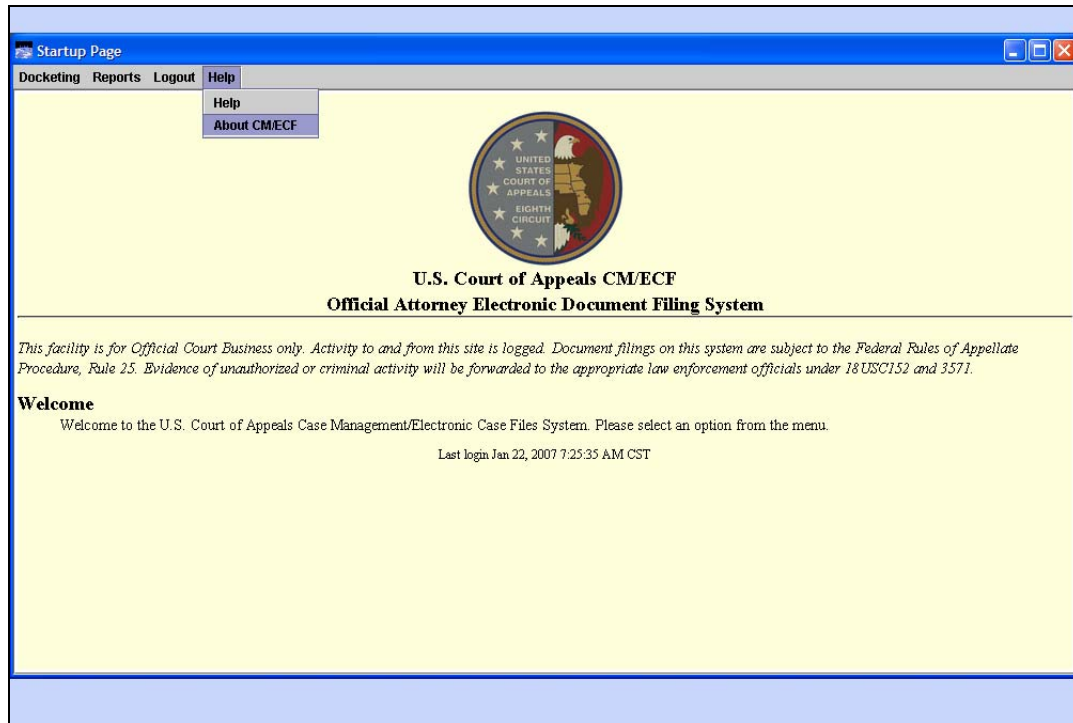 Startup Page
Docketing Reports Logout Help
Help
About CM/ECF
UNITED
STATES
COURT OF
APPEALS
EIGHTH
CIRCUIT
U.S. Court of Appeals CM/ECF
Official Attorney Electronic Document Filing System
This facility is for Official Court Business only. Activity to and from this site is logged. Document filings on this system are subject to the Federal Rules of Appellate
Procedure, Rule 25. Evidence of unauthorized or criminal activity will be forwarded to the appropriate law enforcement officials under 18USC152 and 3571.
Welcome
Welcome to the U.S. Court of Appeals Case Management/Electronic Case Files System. Please select an option from the menu.
Last login Jan 22, 2007 7:25:35 AM CST